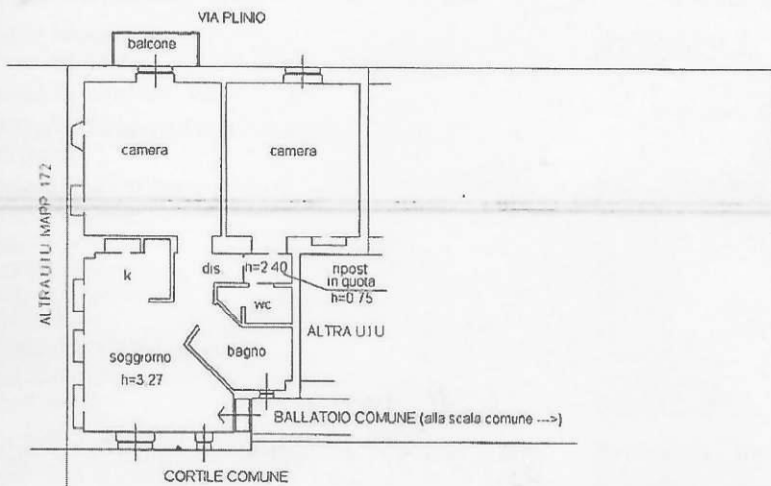 VIA PLINIO
balcone
camera
camera
ALTRA U I U MAPP. 172
k
dis.
h=2.40
ripost
in quota
h=0.75
wc
ALTRA U I U
bagno
soggiorno
h=3.27
BALLATOIO COMUNE (alla scala comune --->)
CORTILE COMUNE